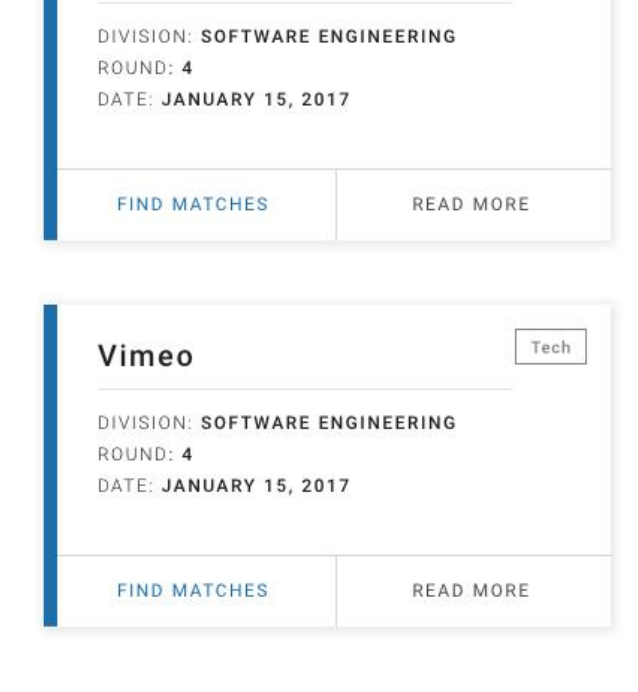 DIVISION: SOFTWARE ENGINEERING
ROUND: 4
DATE: JANUARY 15, 2017
FIND MATCHES READ MORE
Vimeo Tech
DIVISION: SOFTWARE ENGINEERING
ROUND: 4
DATE: JANUARY 15, 2017
FIND MATCHES READ MORE